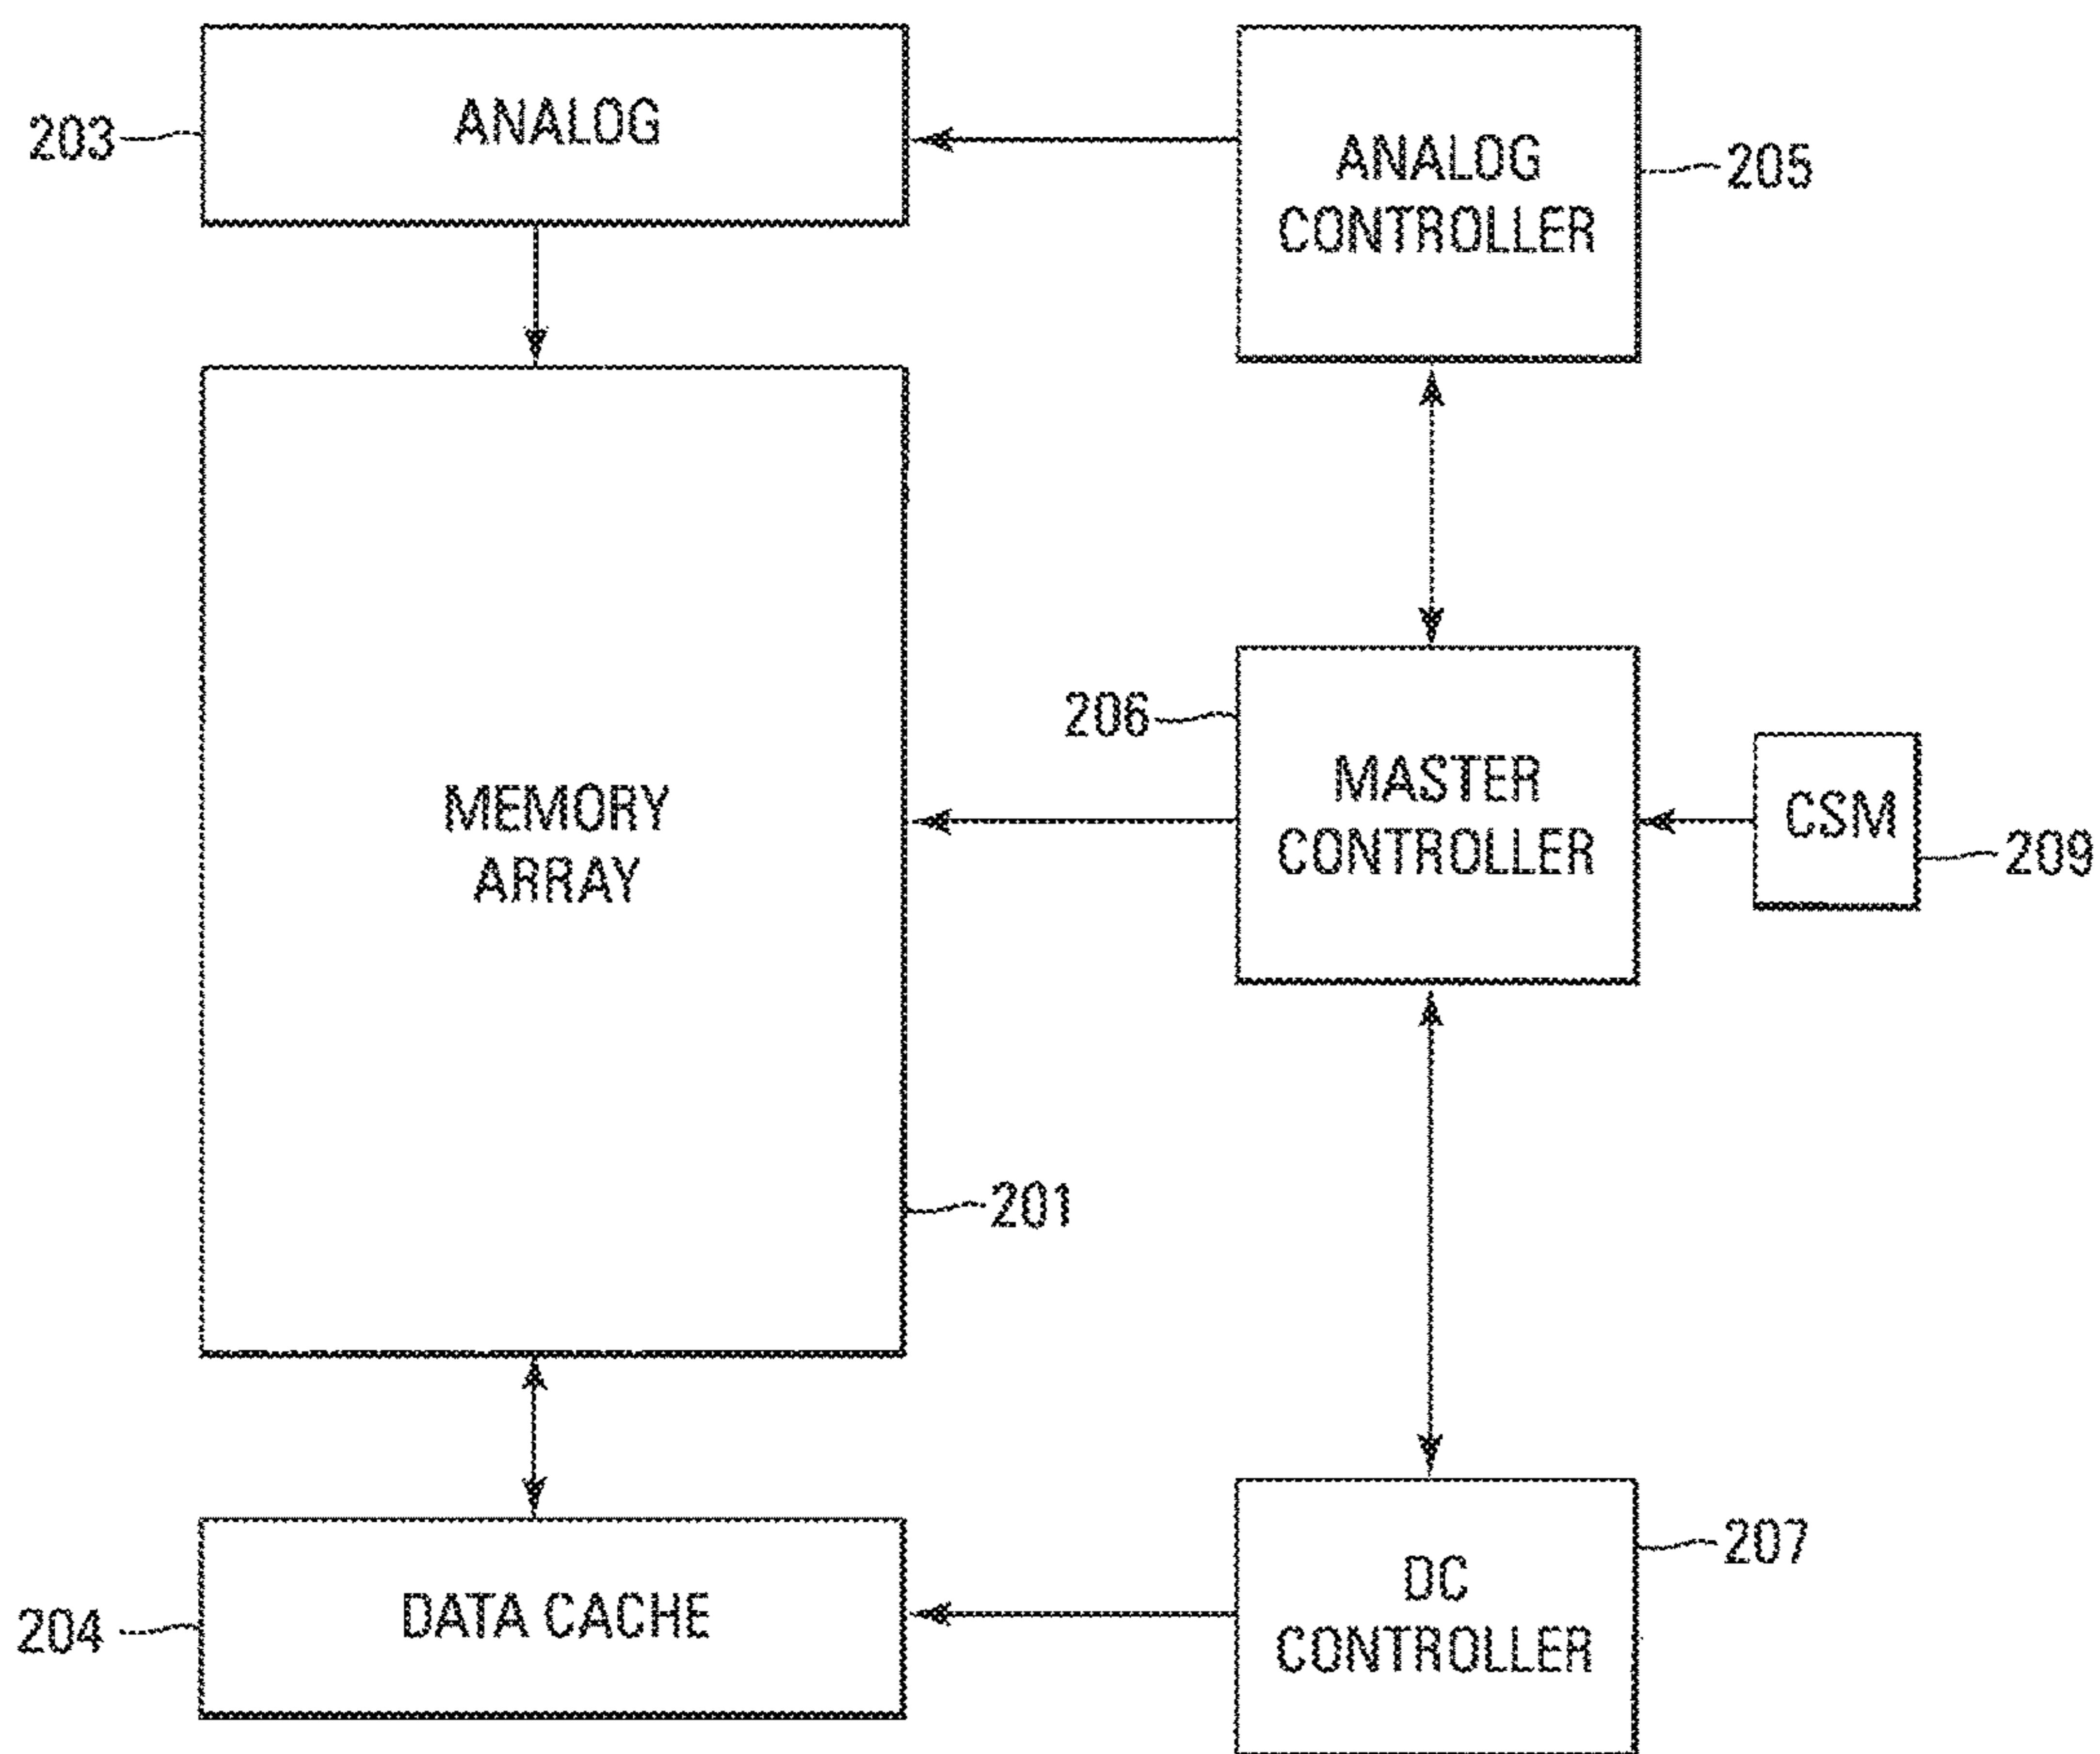 203
ANALOG
ANALOG
CONTROLLER
205
206
MEMORY
ARRAY
MASTER
CONTROLLER
CSM
209
201
204
DATA CACHE
DC
CONTROLLER
207